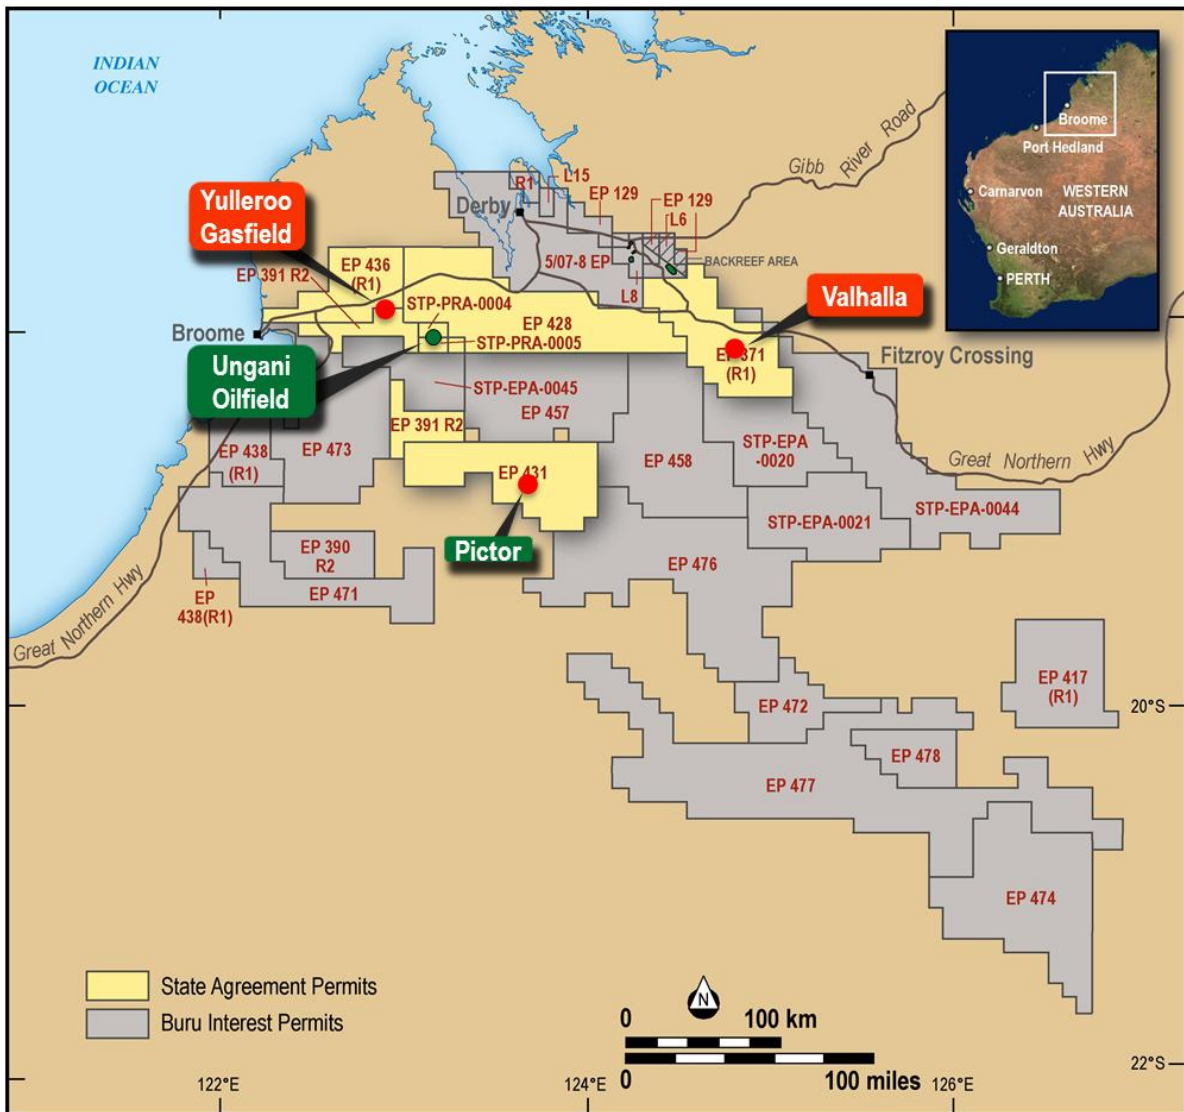 INDIAN
OCEAN
Gibb River Road
Broome
Port Hedland
Carnarvon
WESTERN
AUSTRALIA
Geraldton
PERTH
R1
L15
EP 129
EP 129
L6
Derby
Yulleroo
Gasfield
BACKREEF AREA
5/07-8 EP
L8
EP 391 R2
EP 436
(R1)
STP-PRA-0004
EP 428
STP-PRA-0005
Valhalla
EP 371
(R1)
Broome
Fitzroy Crossing
Ungani
Oilfield
STP-EPA-0045
EP 457
EP 391 R2
EP 438
(R1)
EP 473
EP 458
STP-EPA
-0020
Great Northern Hwy
EP 431
STP-EPA-0021
STP-EPA-0044
Pictor
EP 390
R2
EP 476
EP
438(R1)
EP 471
Great Northern Hwy
EP 417
(R1)
EP 472
20°S
EP 478
EP 477
EP 474
State Agreement Permits
Buru Interest Permits
N
0 100 km
0 100 miles
22°S
122°E
124°E
126°E